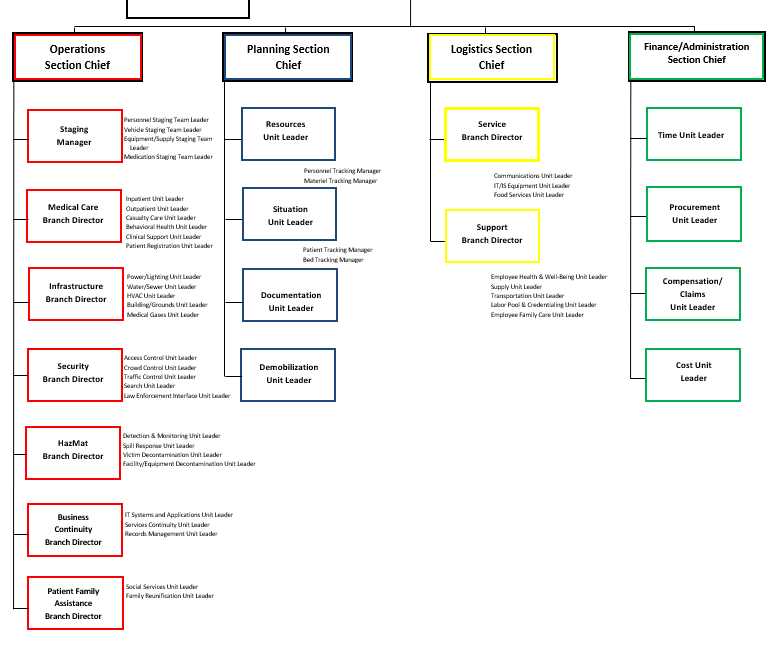 Operations
Section Chief
Planning Section
Chief
Logistics Section
Chief
Finance/Administration
Section Chief
Staging
Manager
Personnel Staging Team Leader
Vehicle Staging Team Leader
Equipment/Supply Staging Team
Leader
Medication Staging Team Leader
Medical Care
Branch Director
Inpatient Unit Leader
Outpatient Unit Leader
Casualty Care Unit Leader
Behavioral Health Unit Leader
Clinical Support Unit Leader
Patient Registration Unit Leader
Infrastructure
Branch Director
Power/Lighting Unit Leader
Water/Sewer Unit Leader
HVAC Unit Leader
Building/Grounds Unit Leader
Medical Gases Unit Leader
Security
Branch Director
Access Control Unit Leader
Crowd Control Unit Leader
Traffic Control Unit Leader
Search Unit Leader
Law Enforcement Interface Unit Leader
HazMat
Branch Director
Detection & Monitoring Unit Leader
Spill Response Unit Leader
Victim Decontamination Unit Leader
Facility/Equipment Decontamination Unit Leader
Business
Continuity
Branch Director
IT Systems and Applications Unit Leader
Services Continuity Unit Leader
Records Management Unit Leader
Patient Family
Assistance
Branch Director
Social Services Unit Leader
Family Reunification Unit Leader
Resources
Unit Leader
Personnel Tracking Manager
Materiel Tracking Manager
Situation
Unit Leader
Patient Tracking Manager
Bed Tracking Manager
Documentation
Unit Leader
Demobilization
Unit Leader
Service
Branch Director
Communications Unit Leader
IT/IS Equipment Unit Leader
Food Services Unit Leader
Support
Branch Director
Employee Health & Well-Being Unit Leader
Supply Unit Leader
Transportation Unit Leader
Labor Pool & Credentialing Unit Leader
Employee Family Care Unit Leader
Time Unit Leader
Procurement
Unit Leader
Compensation/
Claims
Unit Leader
Cost Unit
Leader